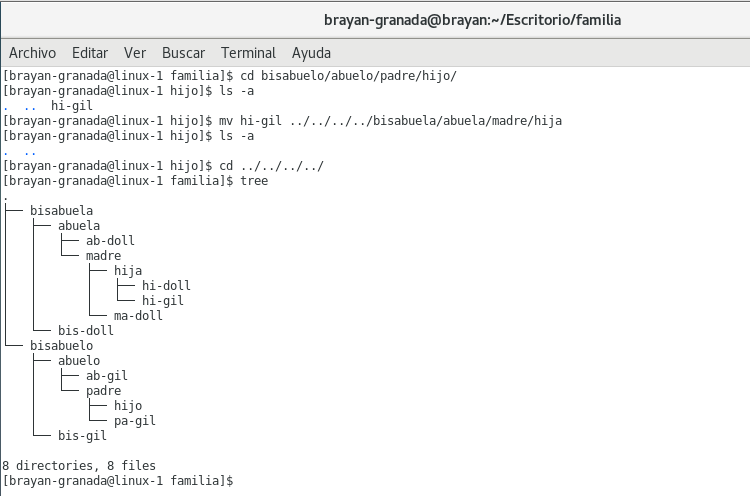 brayan-granada@brayan:~/Escritorio/familia
Archivo Editar Ver Buscar Terminal Ayuda
[brayan-granada@linux-1 familia]$ cd bisabuelo/abuelo/padre/hijo/
[brayan-granada@linux-1 hijo]$ ls -a
.  ..  hi-gil
[brayan-granada@linux-1 hijo]$ mv hi-gil ../../../../bisabuela/abuela/madre/hija
[brayan-granada@linux-1 hijo]$ ls -a
.  ..
[brayan-granada@linux-1 hijo]$ cd ../../../../
[brayan-granada@linux-1 familia]$ tree
.
├── bisabuela
│   ├── abuela
│   │   ├── ab-doll
│   │   └── madre
│   │       ├── hija
│   │       │   ├── hi-doll
│   │       │   └── hi-gil
│   │       └── ma-doll
│   └── bis-doll
└── bisabuelo
    ├── abuelo
    │   ├── ab-gil
    │   └── padre
    │       ├── hijo
    │       └── pa-gil
    └── bis-gil
8 directories, 8 files
[brayan-granada@linux-1 familia]$